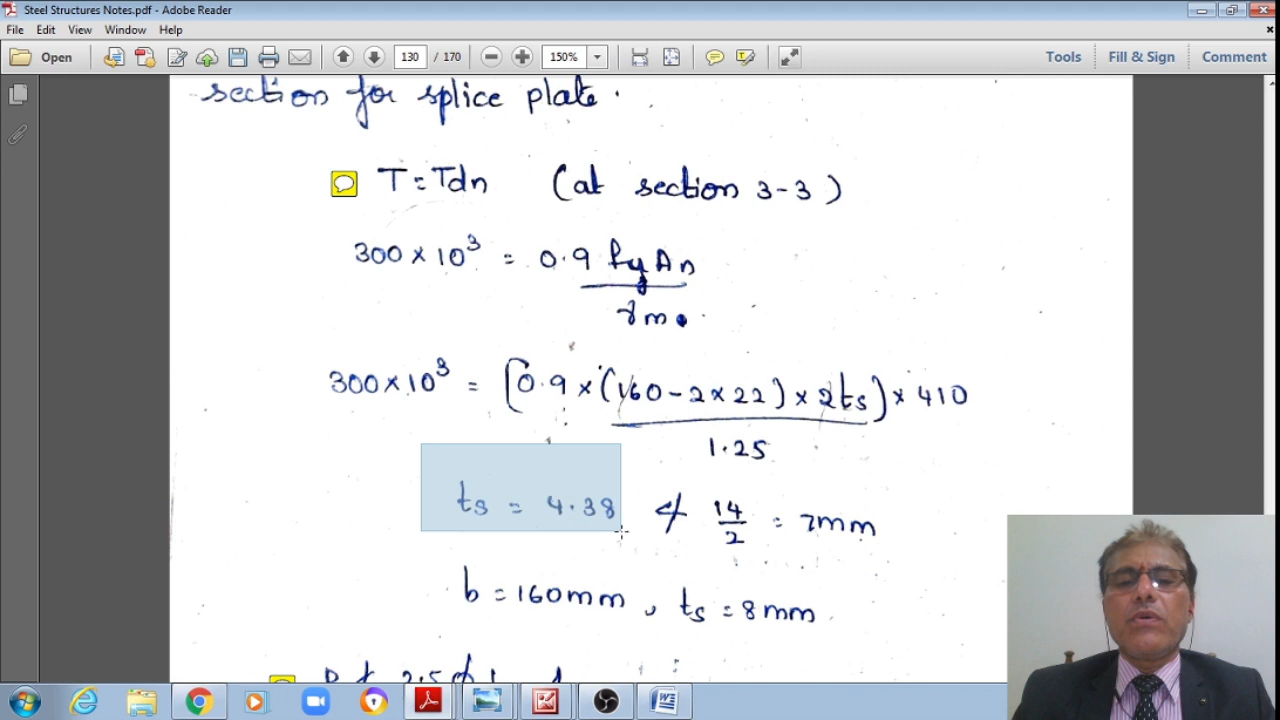 Steel Structures Notes.pdf - Adobe Reader
File Edit View Window Help
Open 130 / 170 150% Tools Fill & Sign Comment
section for splice plate.
T = Tdn (at section 3-3)
300 × 10³ = 0.9 fy An
γm0
300 × 10³ = [0.9 × (160 - 2 × 22) × 2ts) × 410
1.25
ts = 4.38 ≮ 14/2 = 7mm
b = 160mm, ts = 8mm